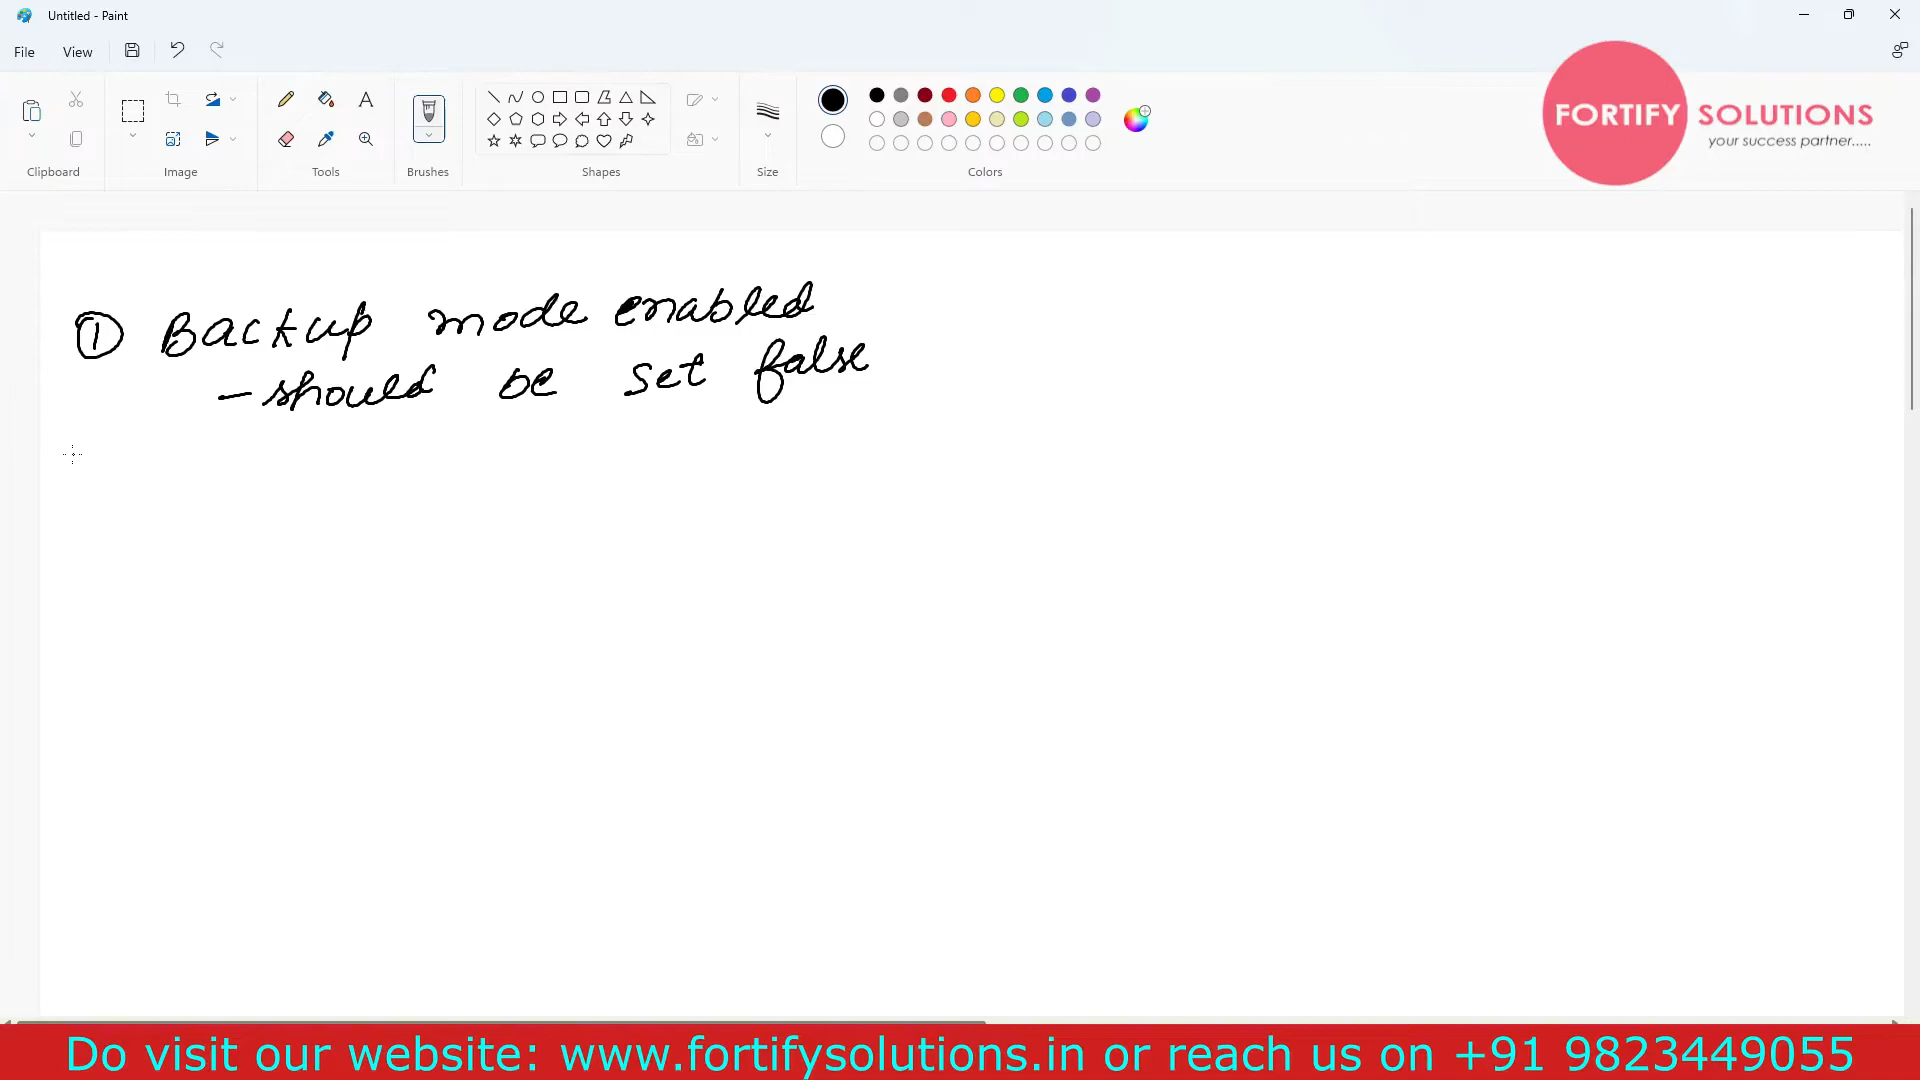 Untitled - Paint
File
View
Clipboard
Image
Tools
Brushes
Shapes
Size
Colors
FORTIFY SOLUTIONS
your success partner.....
① Backup mode enabled
- should be set false
Do visit our website: www.fortifysolutions.in or reach us on +91 9823449055